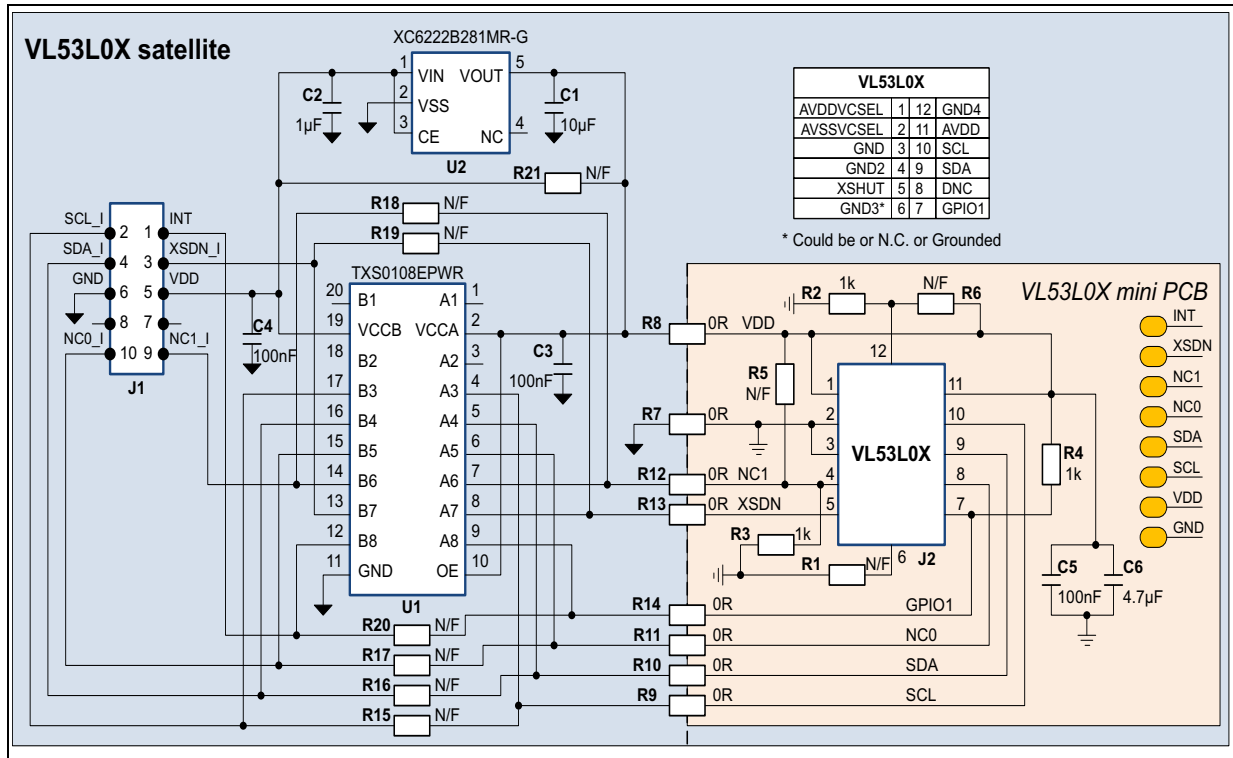 VL53L0X satellite
XC6222B281MR-G
1 VIN VOUT 5
2 VSS
3 CE NC 4
U2
C2
1µF
C1
10µF
VL53L0X
AVDDVCSEL 1 12 GND4
AVSSVCSEL 2 11 AVDD
GND 3 10 SCL
GND2 4 9 SDA
XSHUT 5 8 DNC
GND3* 6 7 GPIO1
* Could be or N.C. or Grounded
R21 N/F
R18 N/F
R19 N/F
SCL_I 2 1 INT
SDA_I 4 3 XSDN_I
GND 6 5 VDD
8 7
NC0_I 10 9 NC1_I
J1
C4
100nF
TXS0108EPWR
20 B1 A1 1
19 VCCB VCCA 2
18 B2 A2 3
17 B3 A3 4
16 B4 A4 5
15 B5 A5 6
14 B6 A6 7
13 B7 A7 8
12 B8 A8 9
11 GND OE 10
U1
C3
100nF
R20 N/F
R17 N/F
R16 N/F
R15 N/F
VL53L0X mini PCB
R8 0R VDD
R7 0R
R12 0R NC1
R13 0R XSDN
R14 0R GPIO1
R11 0R NC0
R10 0R SDA
R9 0R SCL
R2 1k
N/F R6
R5
N/F
R3 1k
R1 N/F
R4
1k
12
1 11
2 10
3 9
4 8
5 7
6
VL53L0X
J2
C5
100nF
C6
4.7µF
INT
XSDN
NC1
NC0
SDA
SCL
VDD
GND